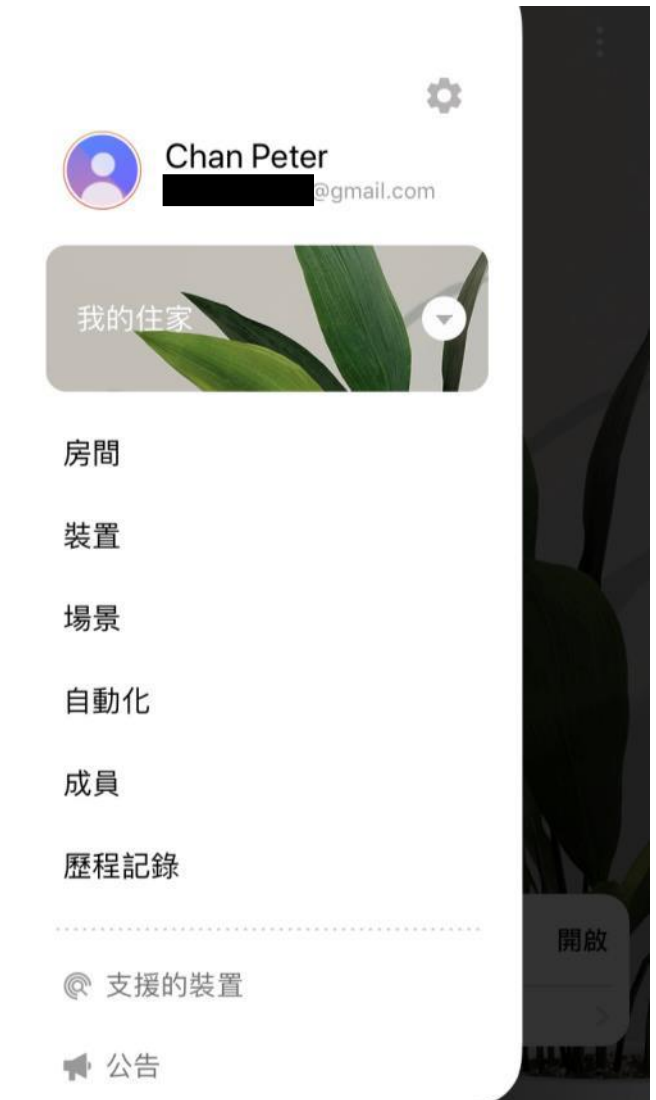 Chan Peter
@gmail.com
我的住家
房間
裝置
場景
自動化
成員
歷程記錄
開啟
支援的裝置
公告